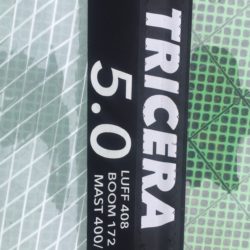 TRICERA
5.0
LUFF 408
BOOM 172
MAST 400/